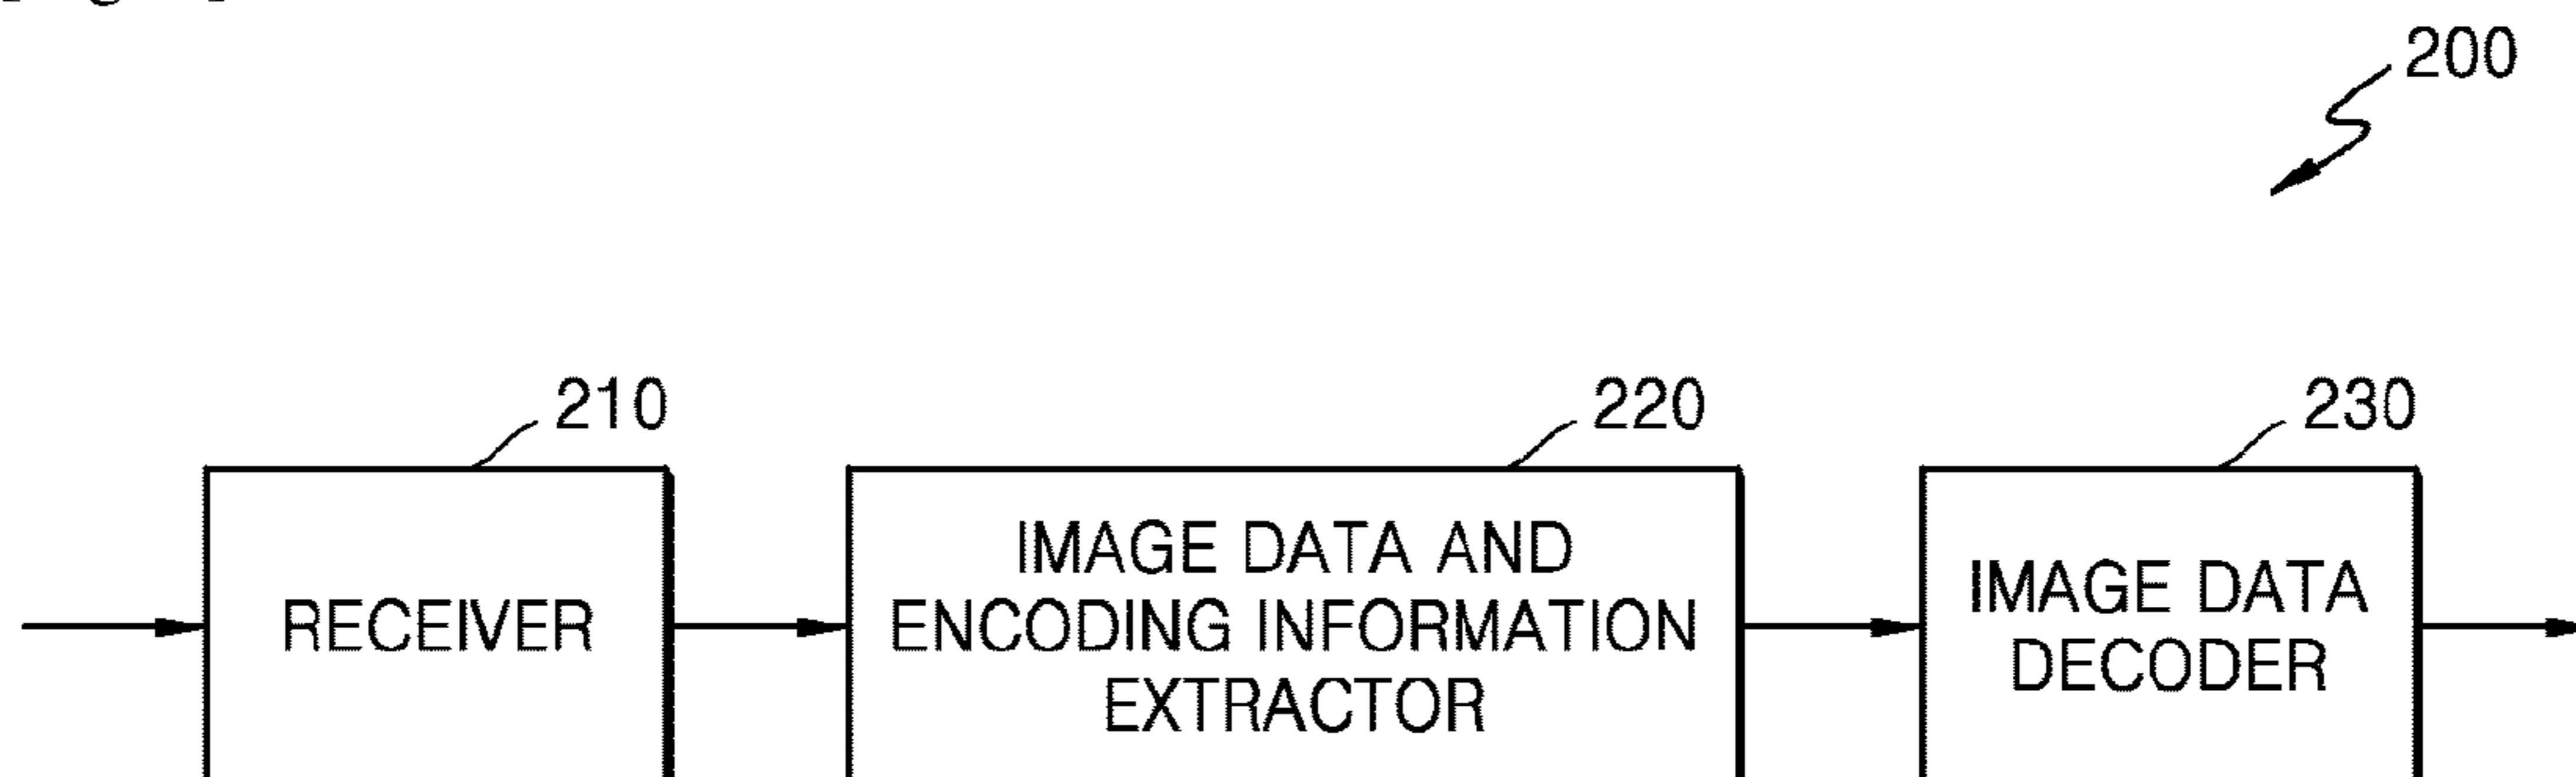 200
210
220
230
RECEIVER
IMAGE DATA AND
ENCODING INFORMATION
EXTRACTOR
IMAGE DATA
DECODER